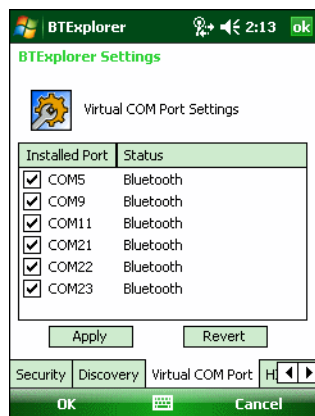 BTExplorer 2:13 ok
BTExplorer Settings
Virtual COM Port Settings
Installed Port Status
COM5 Bluetooth
COM9 Bluetooth
COM11 Bluetooth
COM21 Bluetooth
COM22 Bluetooth
COM23 Bluetooth
Apply Revert
Security Discovery Virtual COM Port
OK Cancel